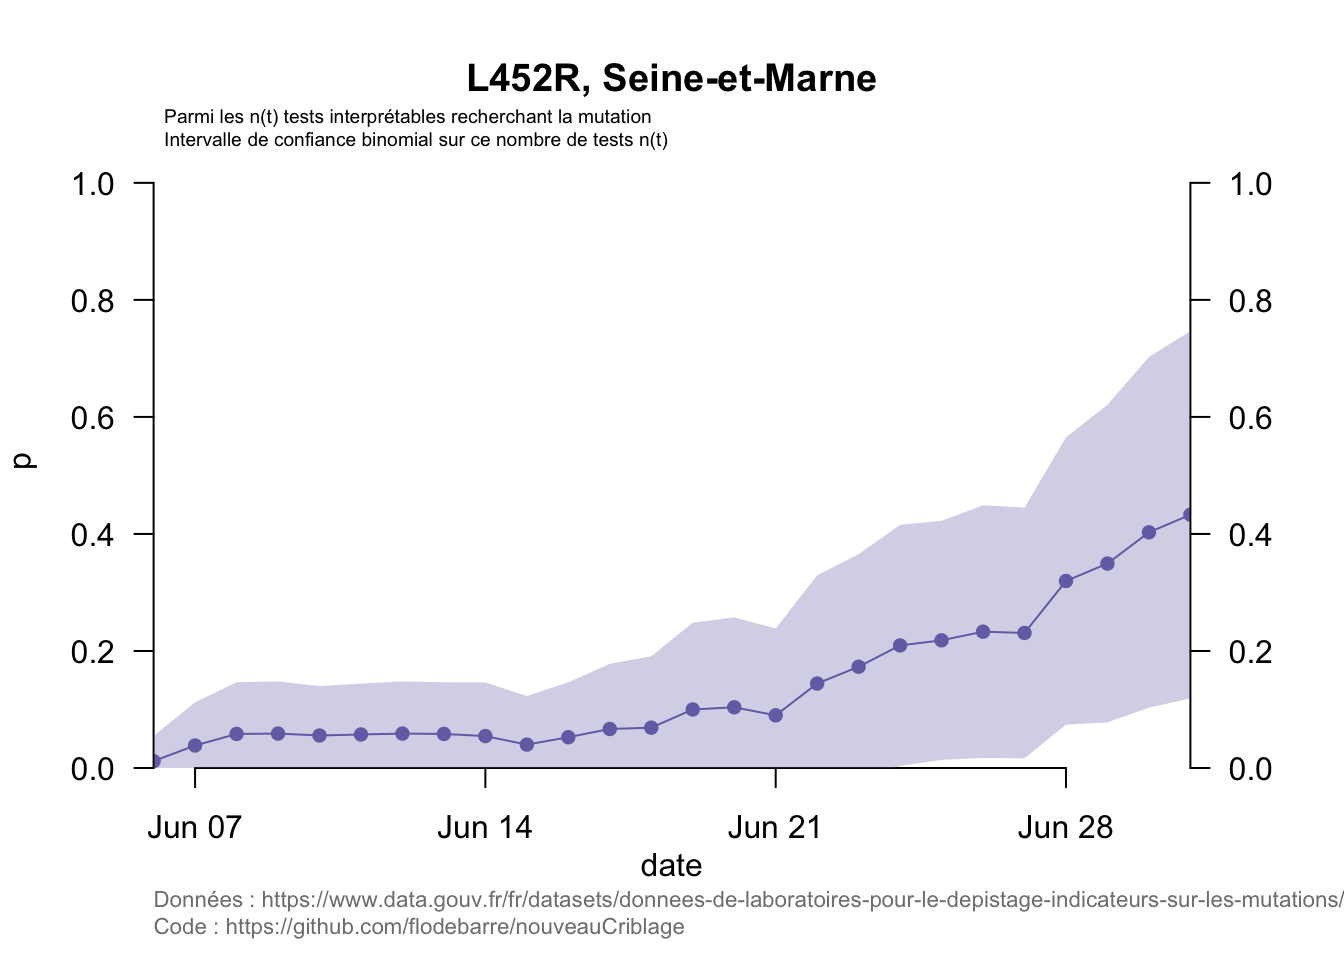 L452R, Seine-et-Marne
Parmi les n(t) tests interprétables recherchant la mutation
Intervalle de confiance binomial sur ce nombre de tests n(t)
1.0 1.0
0.8 0.8
0.6 0.6
p
0.4 0.4
0.2 0.2
0.0 0.0
Jun 07 Jun 14 Jun 21 Jun 28
date
Données : https://www.data.gouv.fr/fr/datasets/donnees-de-laboratoires-pour-le-depistage-indicateurs-sur-les-mutations/
Code : https://github.com/flodebarre/nouveauCriblage